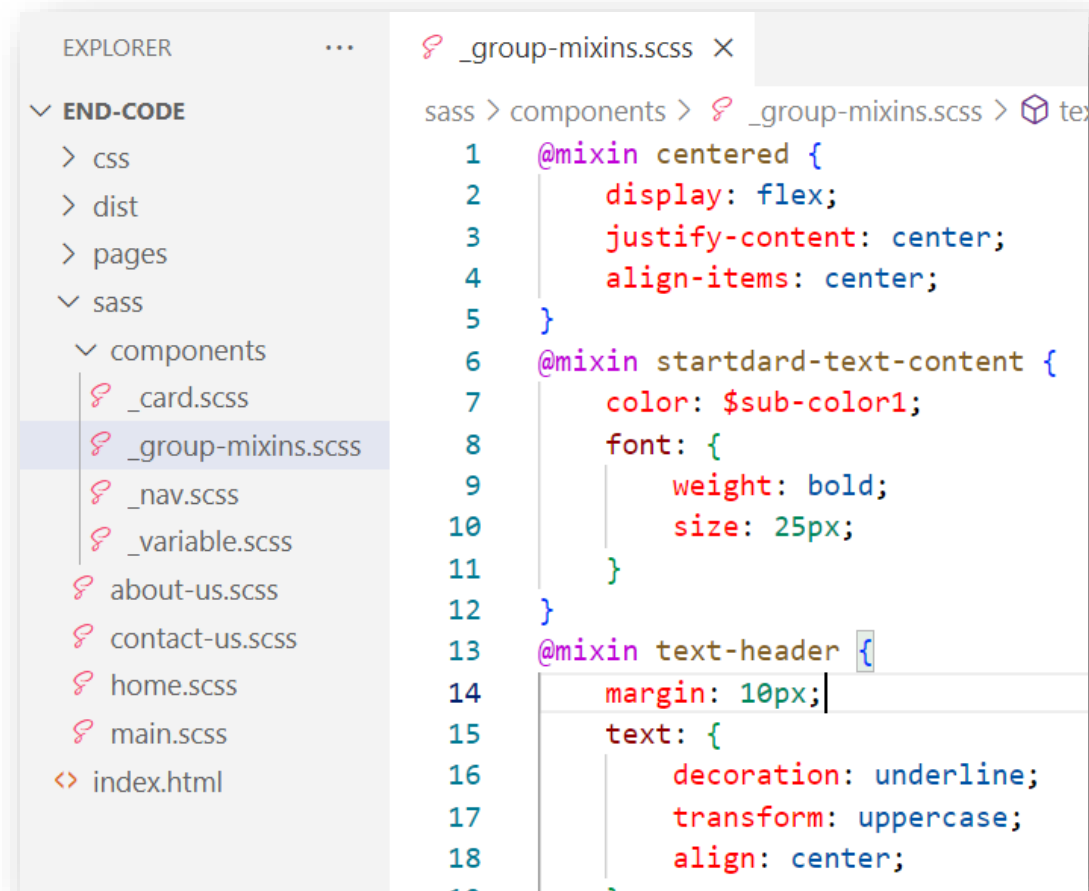 EXPLORER ...
END-CODE
css
dist
pages
sass
components
_card.scss
_group-mixins.scss
_nav.scss
_variable.scss
about-us.scss
contact-us.scss
home.scss
main.scss
<> index.html
_group-mixins.scss ×
sass > components > _group-mixins.scss > tex
1 @mixin centered {
2 display: flex;
3 justify-content: center;
4 align-items: center;
5 }
6 @mixin startdard-text-content {
7 color: $sub-color1;
8 font: {
9 weight: bold;
10 size: 25px;
11 }
12 }
13 @mixin text-header {
14 margin: 10px;
15 text: {
16 decoration: underline;
17 transform: uppercase;
18 align: center;